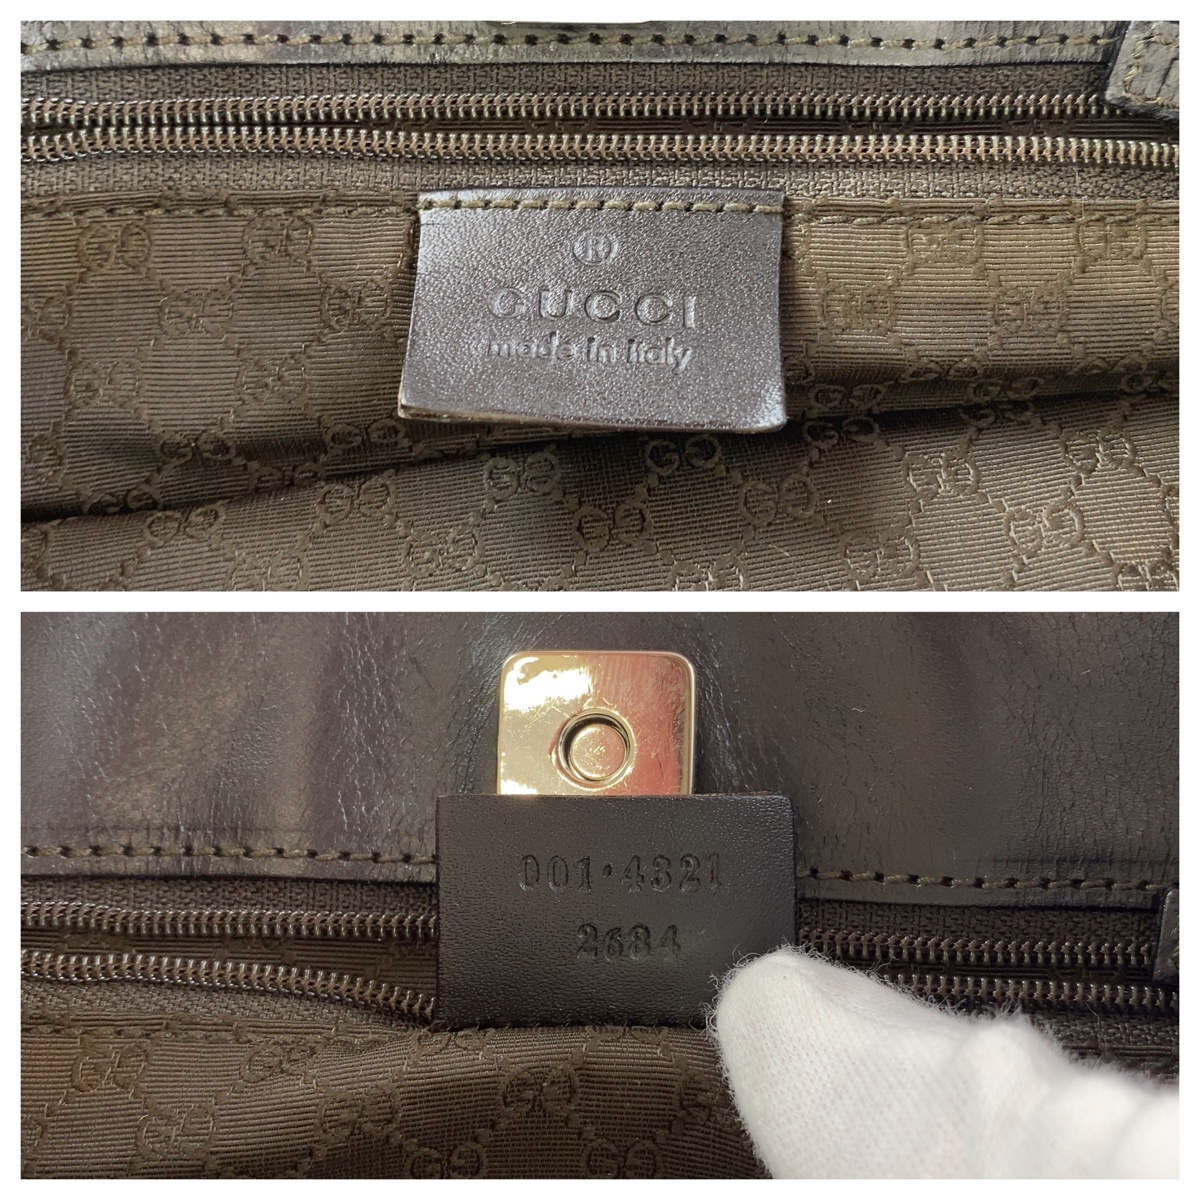 ®
GUCCI
made in italy
001・4321
2684